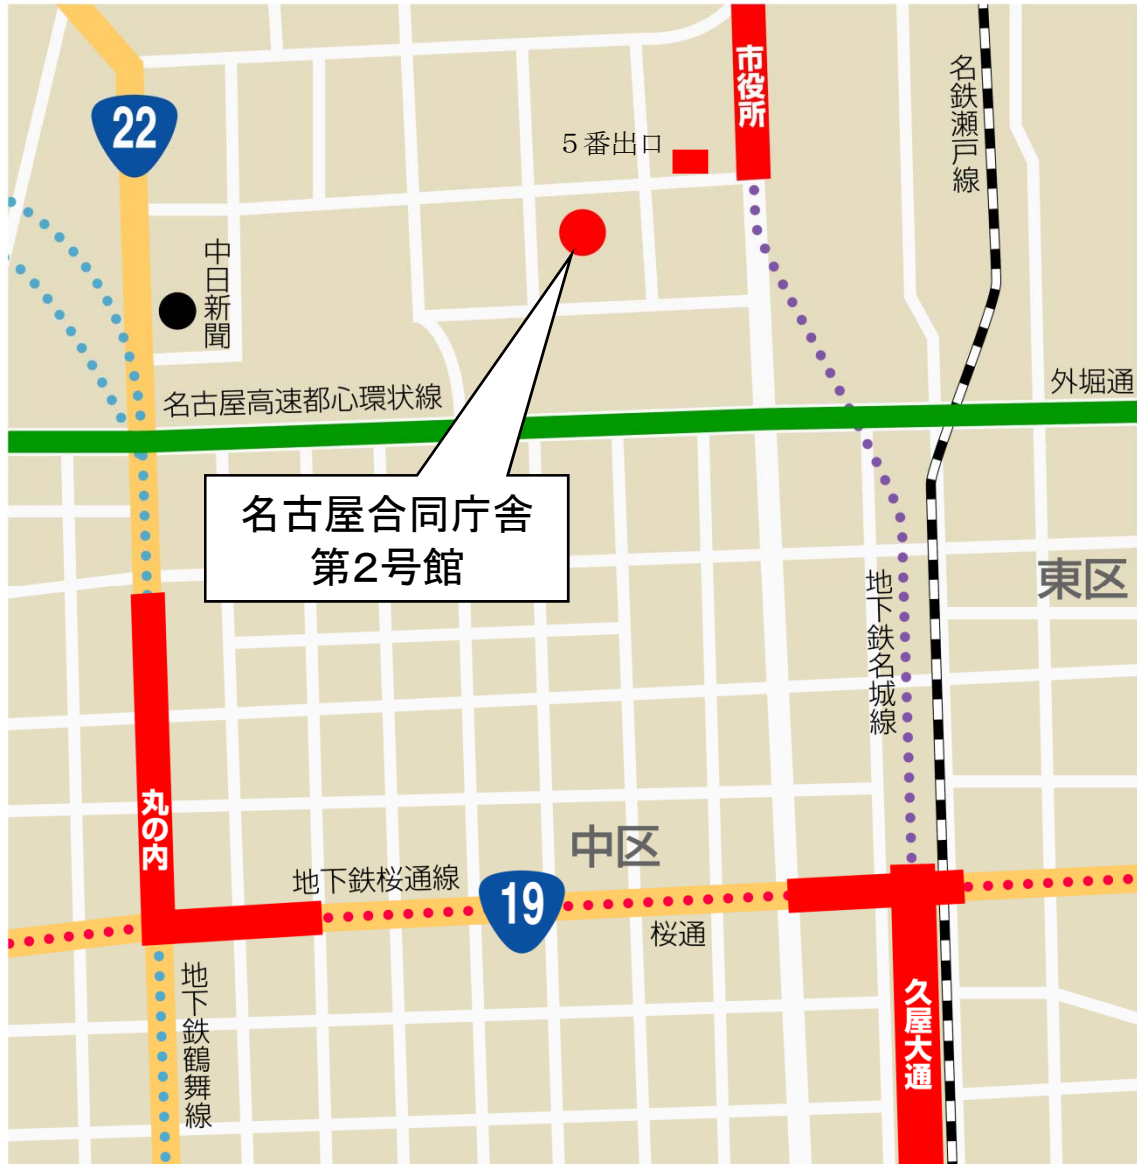 市役所
名鉄瀬戸線
22
5番出口
中日新聞
外堀通
名古屋高速都心環状線
名古屋合同庁舎
第2号館
東区
地下鉄名城線
丸の内
中区
地下鉄桜通線
19
桜通
地下鉄鶴舞線
久屋大通